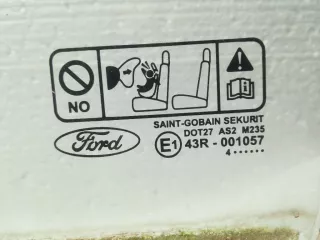 NO
SAINT-GOBAIN SEKURIT
DOT27 AS2 M235
Ford
E1 43R - 001057
4 ......